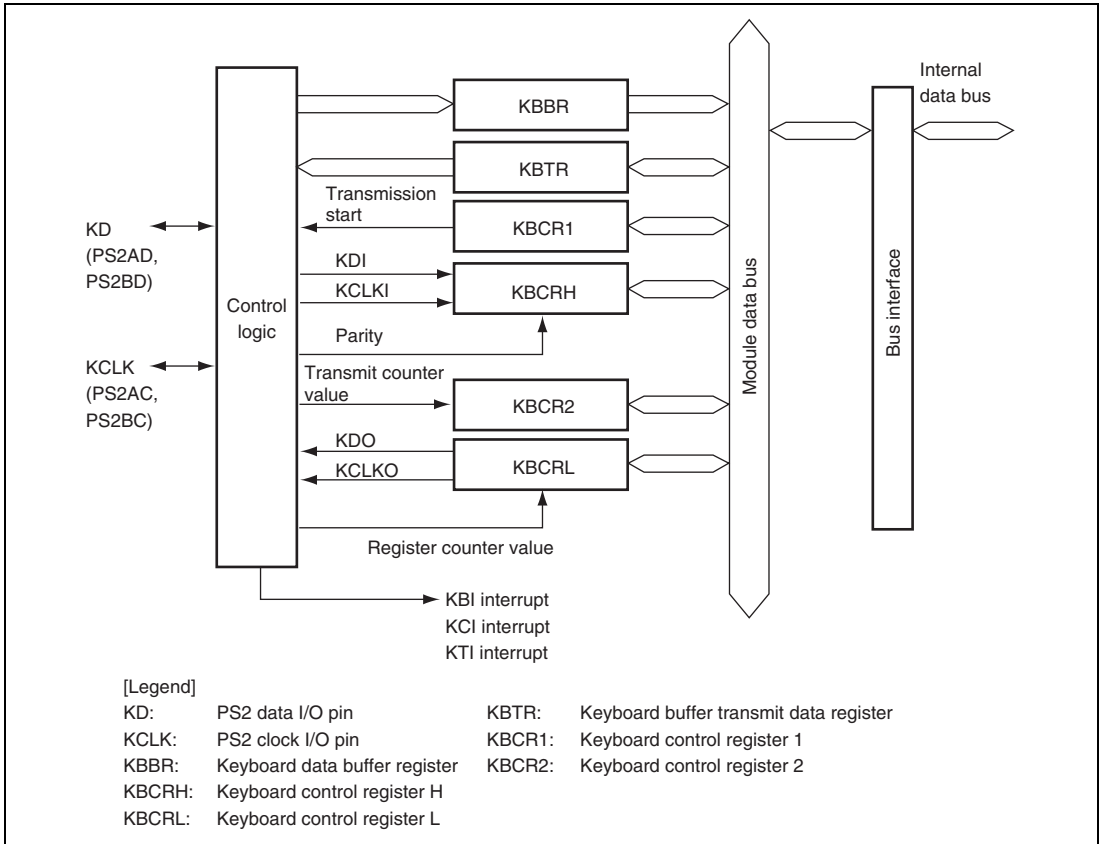 Internal
data bus
KBBR
KBTR
Transmission
start
KBCR1
KD
(PS2AD,
PS2BD)
KDI
KCLKI
KBCRH
Control
logic
Parity
Module data bus
Bus interface
KCLK
(PS2AC,
PS2BC)
Transmit counter
value
KBCR2
KDO
KCLKO
KBCRL
Register counter value
KBI interrupt
KCI interrupt
KTI interrupt
[Legend]
KD: PS2 data I/O pin
KCLK: PS2 clock I/O pin
KBBR: Keyboard data buffer register
KBCRH: Keyboard control register H
KBCRL: Keyboard control register L
KBTR: Keyboard buffer transmit data register
KBCR1: Keyboard control register 1
KBCR2: Keyboard control register 2